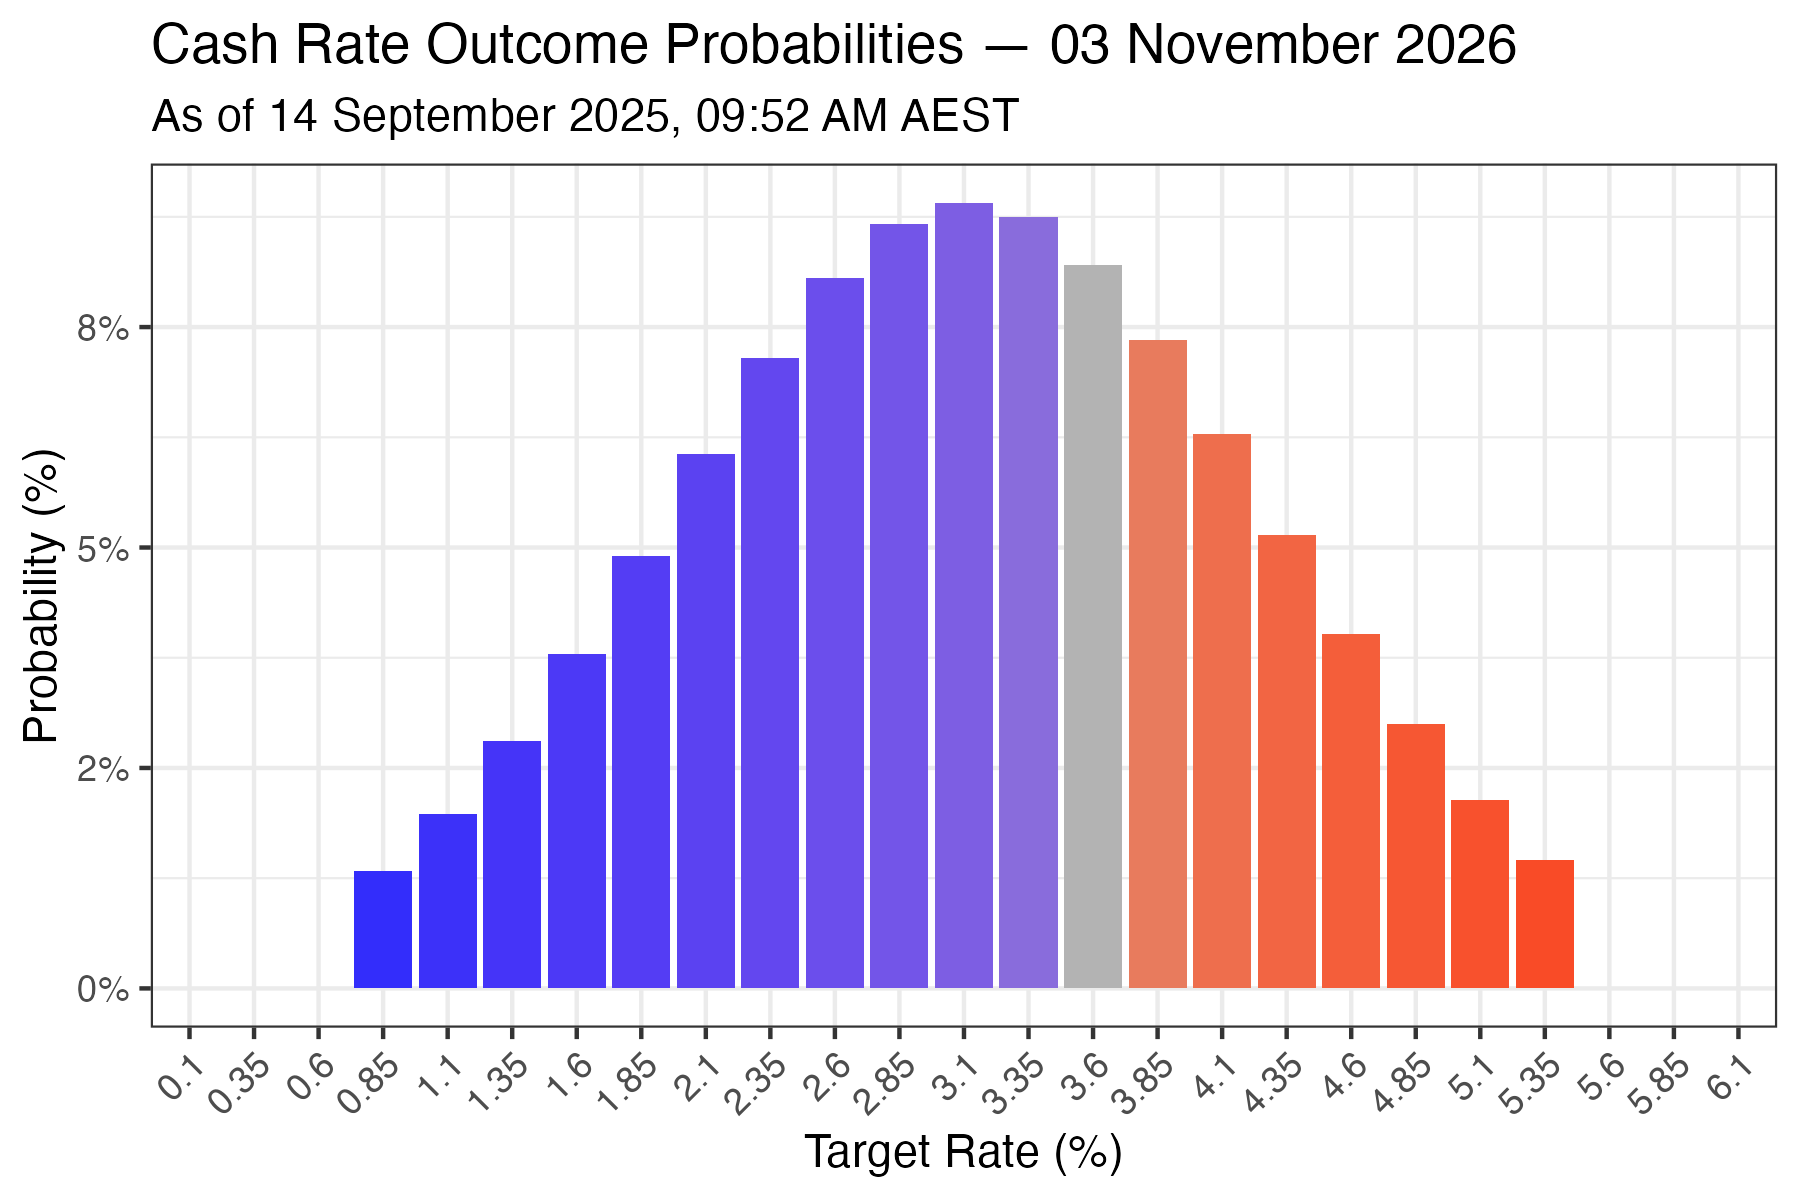 Cash Rate Outcome Probabilities — 03 November 2026
As of 14 September 2025, 09:52 AM AEST
Probability (%)
8%
5%
2%
0%
0.1 0.35 0.6 0.85 1.1 1.35 1.6 1.85 2.1 2.35 2.6 2.85 3.1 3.35 3.6 3.85 4.1 4.35 4.6 4.85 5.1 5.35 5.6 5.85 6.1
Target Rate (%)